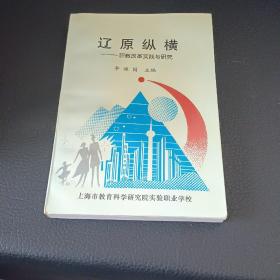 辽原纵横
——职教改革实践与研究
主编
上海市教育科学研究院实验职业学校